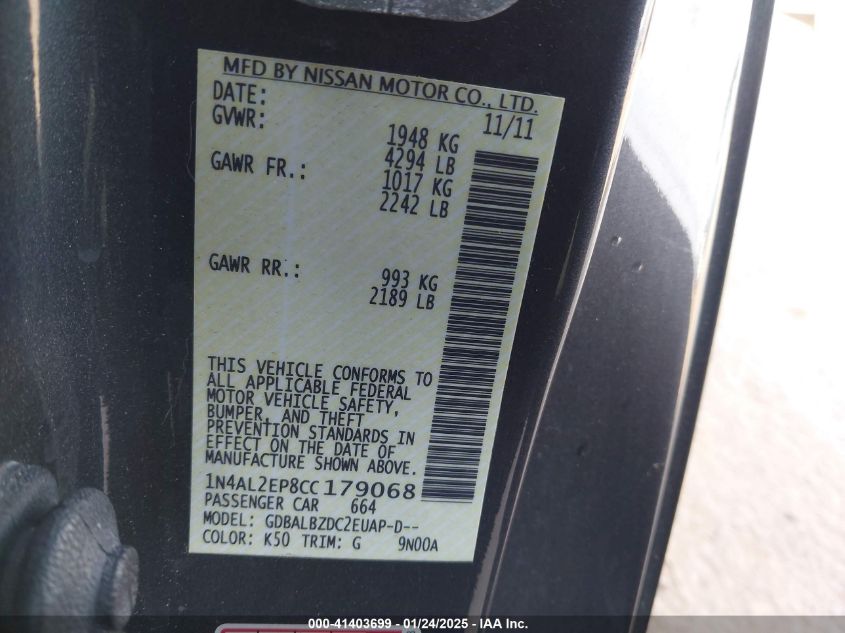 MFD BY NISSAN MOTOR CO., LTD.
DATE: 11/11
GVWR: 1948 KG
4294 LB
GAWR FR.: 1017 KG
2242 LB
GAWR RR.: 993 KG
2189 LB
THIS VEHICLE CONFORMS TO
ALL APPLICABLE FEDERAL
MOTOR VEHICLE SAFETY,
BUMPER, AND THEFT
PREVENTION STANDARDS IN
EFFECT ON THE DATE OF
MANUFACTURE SHOWN ABOVE.
1N4AL2EP8CC179068
PASSENGER CAR 664
MODEL: GDBALBZDC2EUAP-D--
COLOR: K50 TRIM: G 9N00A
000-41403699 - 01/24/2025 - IAA Inc.